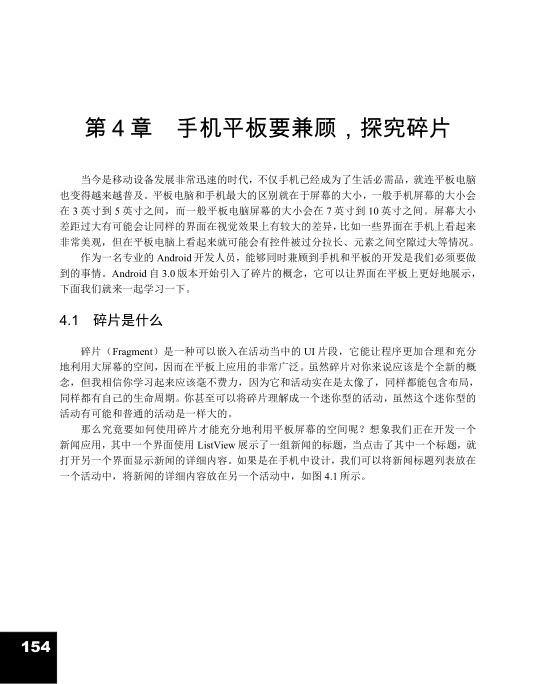 第 4 章　手机平板要兼顾，探究碎片
当今是移动设备发展非常迅速的时代，不仅手机已经成为了生活必需品，就连平板电脑
也变得越来越普及。平板电脑和手机最大的区别就在于屏幕的大小，一般手机屏幕的大小会
在 3 英寸到 5 英寸之间，而一般平板电脑屏幕的大小会在 7 英寸到 10 英寸之间。屏幕大小
差距过大有可能会让同样的界面在视觉效果上有较大的差异，比如一些界面在手机上看起来
非常美观，但在平板电脑上看起来就可能会有控件被过分拉长、元素之间空隙过大等情况。
作为一名专业的 Android 开发人员，能够同时兼顾到手机和平板的开发是我们必须要做
到的事情。Android 自 3.0 版本开始引入了碎片的概念，它可以让界面在平板上更好地展示，
下面我们就来一起学习一下。
4.1　碎片是什么
碎片（Fragment）是一种可以嵌入在活动当中的 UI 片段，它能让程序更加合理和充分
地利用大屏幕的空间，因而在平板上应用的非常广泛。虽然碎片对你来说应该是个全新的概
念，但我相信你学习起来应该毫不费力，因为它和活动实在是太像了，同样都能包含布局，
同样都有自己的生命周期。你甚至可以将碎片理解成一个迷你型的活动，虽然这个迷你型的
活动有可能和普通的活动是一样大的。
那么究竟要如何使用碎片才能充分地利用平板屏幕的空间呢？想象我们正在开发一个
新闻应用，其中一个界面使用 ListView 展示了一组新闻的标题，当点击了其中一个标题，就
打开另一个界面显示新闻的详细内容。如果是在手机中设计，我们可以将新闻标题列表放在
一个活动中，将新闻的详细内容放在另一个活动中，如图 4.1 所示。
154